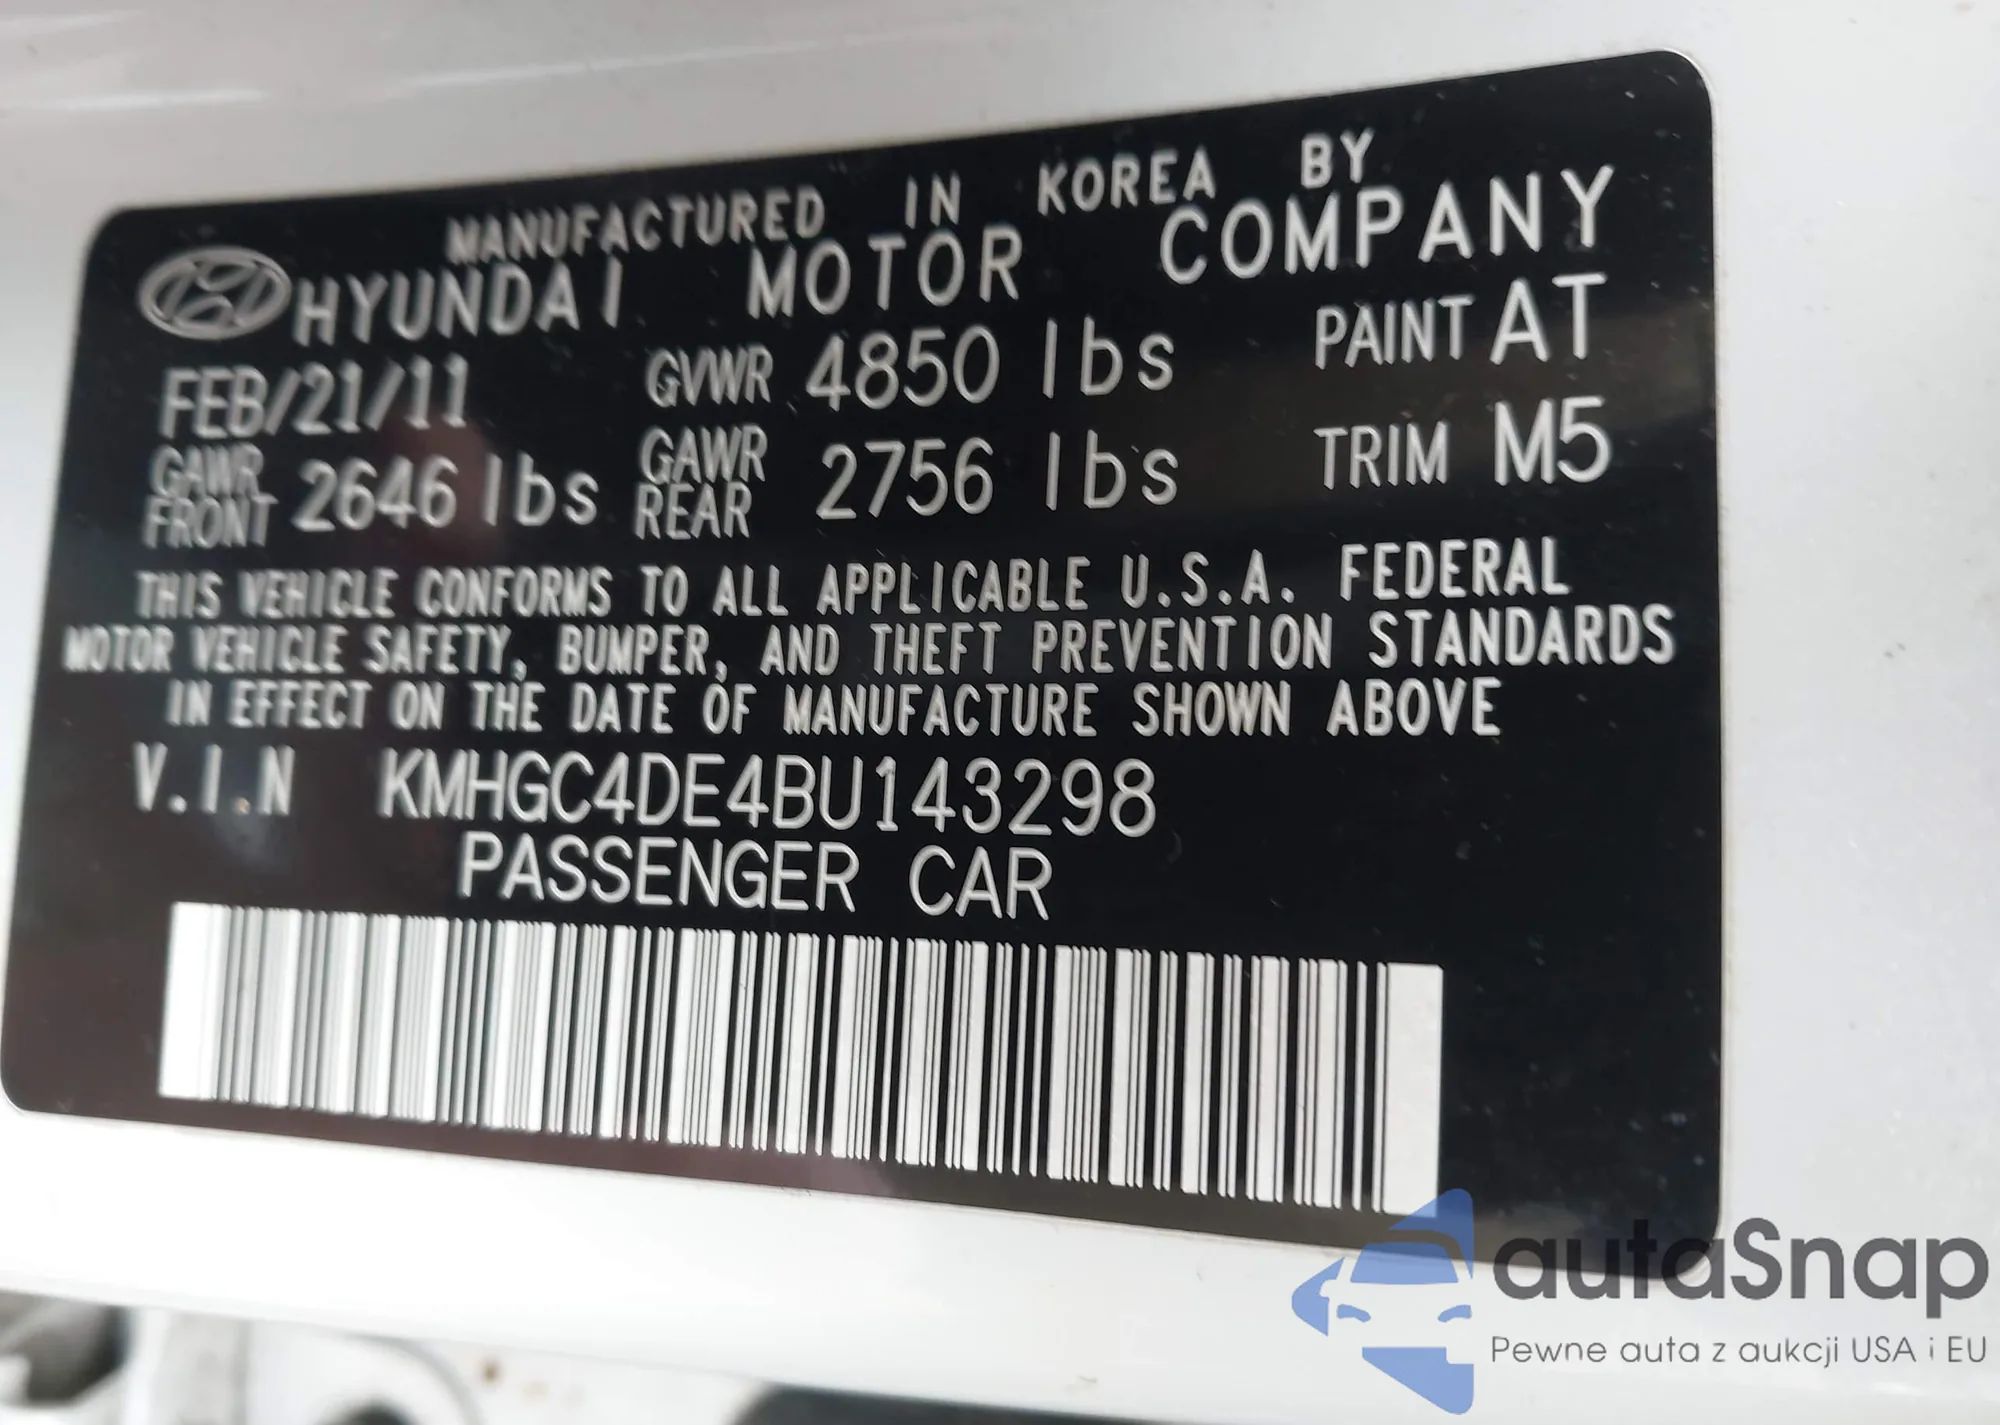 MANUFACTURED IN KOREA BY
HYUNDAI MOTOR COMPANY
FEB/21/11 GVWR 4850 lbs PAINT AT
GAWR FRONT 2646 lbs GAWR REAR 2756 lbs TRIM M5
THIS VEHICLE CONFORMS TO ALL APPLICABLE U.S.A. FEDERAL
MOTOR VEHICLE SAFETY, BUMPER, AND THEFT PREVENTION STANDARDS
IN EFFECT ON THE DATE OF MANUFACTURE SHOWN ABOVE
V.I.N KMHGC4DE4BU143298
PASSENGER CAR
autaSnap
Pewne auta z aukcji USA i EU